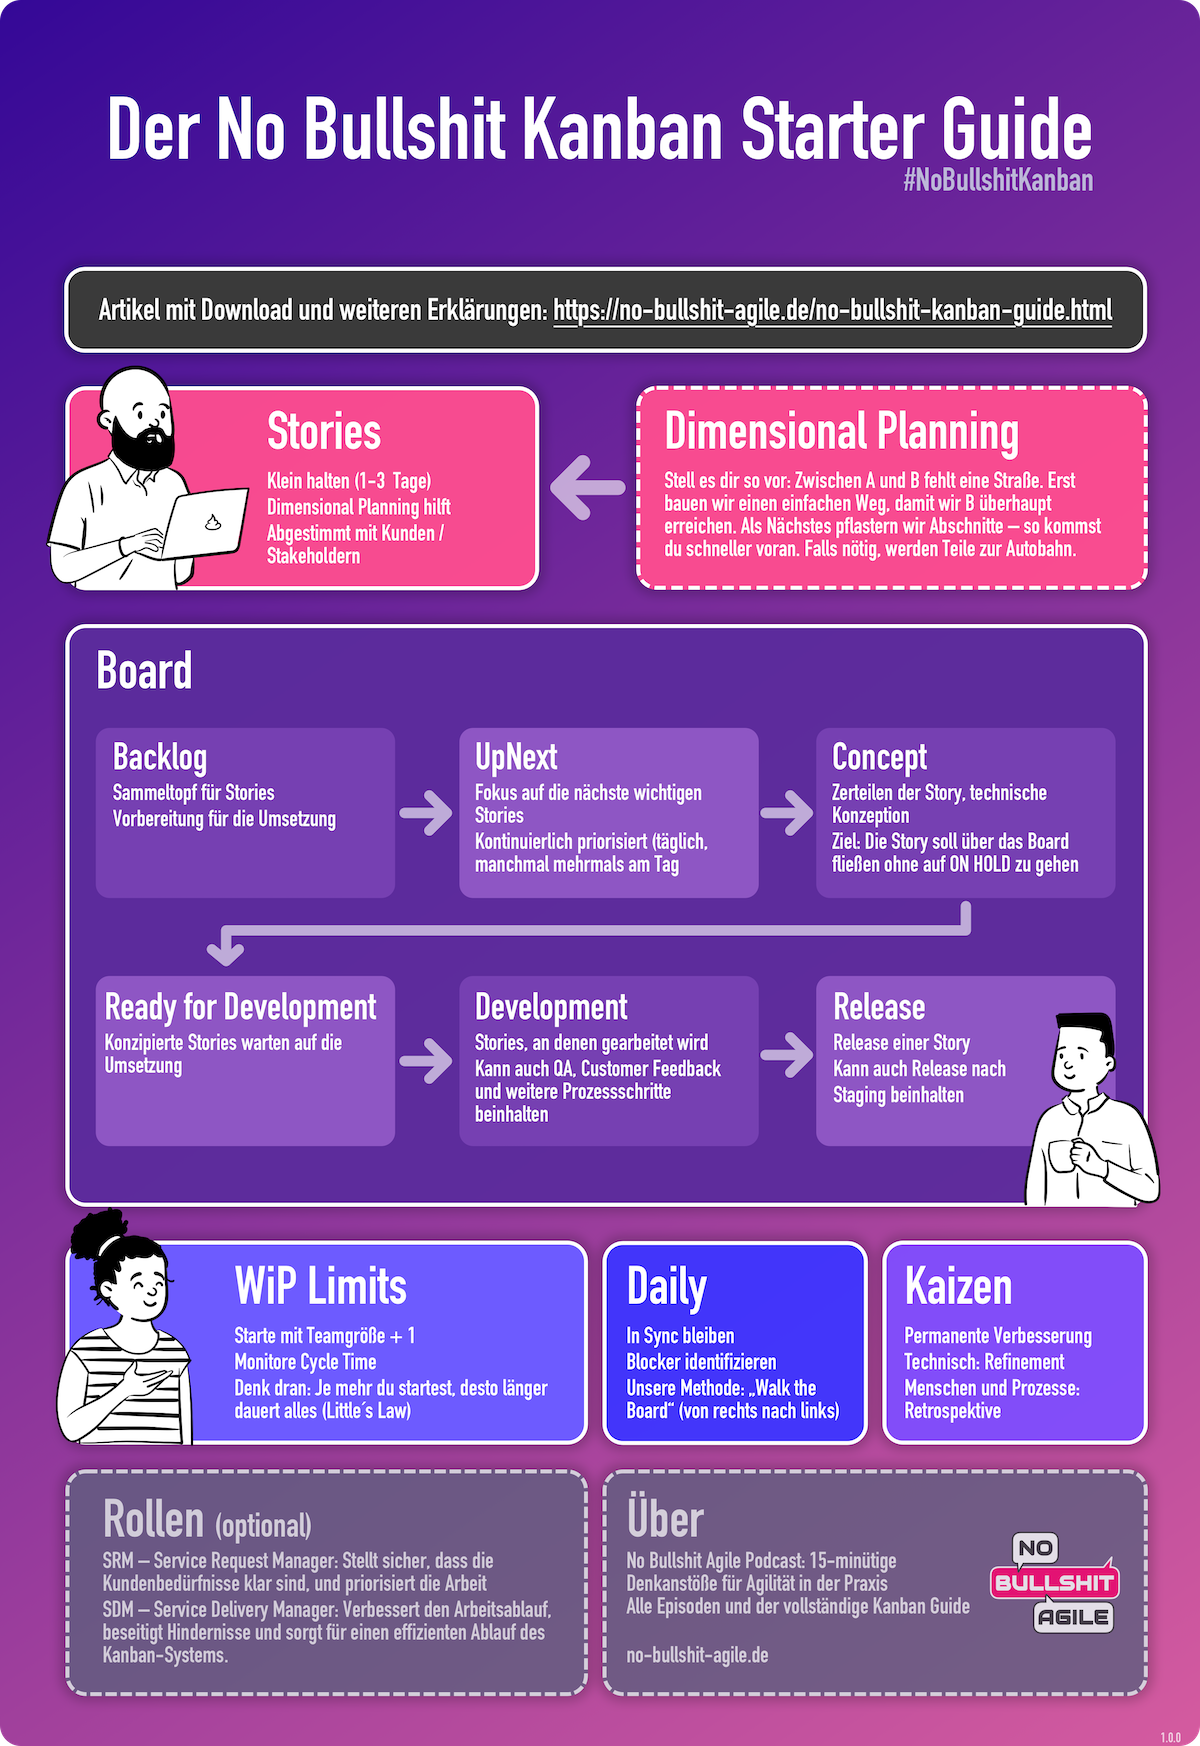 Der No Bullshit Kanban Starter Guide
#NoBullshitKanban
Artikel mit Download und weiteren Erklärungen: https://no-bullshit-agile.de/no-bullshit-kanban-guide.html
Stories
Klein halten (1-3 Tage)
Dimensional Planning hilft
Abgestimmt mit Kunden /
Stakeholdern
Dimensional Planning
Stell es dir so vor: Zwischen A und B fehlt eine Straße. Erst
bauen wir einen einfachen Weg, damit wir B überhaupt
erreichen. Als Nächstes pflastern wir Abschnitte – so kommst
du schneller voran. Falls nötig, werden Teile zur Autobahn.
Board
Backlog
Sammeltopf für Stories
Vorbereitung für die Umsetzung
UpNext
Fokus auf die nächste wichtigen
Stories
Kontinuierlich priorisiert (täglich,
manchmal mehrmals am Tag
Concept
Zerteilen der Story, technische
Konzeption
Ziel: Die Story soll über das Board
fließen ohne auf ON HOLD zu gehen
Ready for Development
Konzipierte Stories warten auf die
Umsetzung
Development
Stories, an denen gearbeitet wird
Kann auch QA, Customer Feedback
und weitere Prozessschritte
beinhalten
Release
Release einer Story
Kann auch Release nach
Staging beinhalten
WiP Limits
Starte mit Teamgröße + 1
Monitore Cycle Time
Denk dran: Je mehr du startest, desto länger
dauert alles (Little´s Law)
Daily
In Sync bleiben
Blocker identifizieren
Unsere Methode: „Walk the
Board“ (von rechts nach links)
Kaizen
Permanente Verbesserung
Technisch: Refinement
Menschen und Prozesse:
Retrospektive
Rollen (optional)
SRM – Service Request Manager: Stellt sicher, dass die
Kundenbedürfnisse klar sind, und priorisiert die Arbeit
SDM – Service Delivery Manager: Verbessert den Arbeitsablauf,
beseitigt Hindernisse und sorgt für einen effizienten Ablauf des
Kanban-Systems.
Über
No Bullshit Agile Podcast: 15-minütige
Denkanstöße für Agilität in der Praxis
Alle Episoden und der vollständige Kanban Guide
no-bullshit-agile.de
NO
BULLSHIT
AGILE
1.0.0